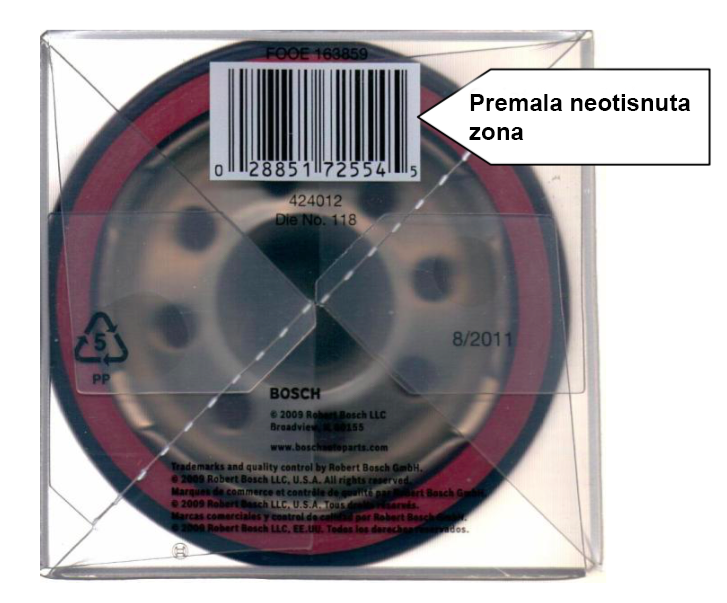 FOOE 163859
Premala neotisnuta
zona
0 28851 72554 5
424012
Die No. 118
8/2011
5
PP
BOSCH
© 2009 Robert Bosch LLC
Broadview, IL 60155
www.boschautoparts.com
Trademarks and quality control by Robert Bosch GmbH.
© 2009 Robert Bosch LLC, U.S.A. All rights reserved.
Marques de commerce et contrôle de qualité par Robert Bosch GmbH.
© 2009 Robert Bosch LLC, U.S.A. Tous droits réservés.
Marcas comerciales y control de calidad por Robert Bosch GmbH.
© 2009 Robert Bosch LLC, EE.UU. Todos los derechos reservados.